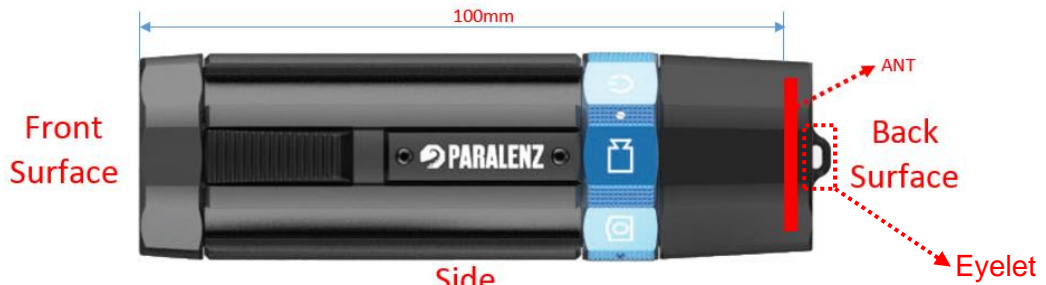 100mm
ANT
Front
Surface
PARALENZ
Back
Surface
Side
Eyelet